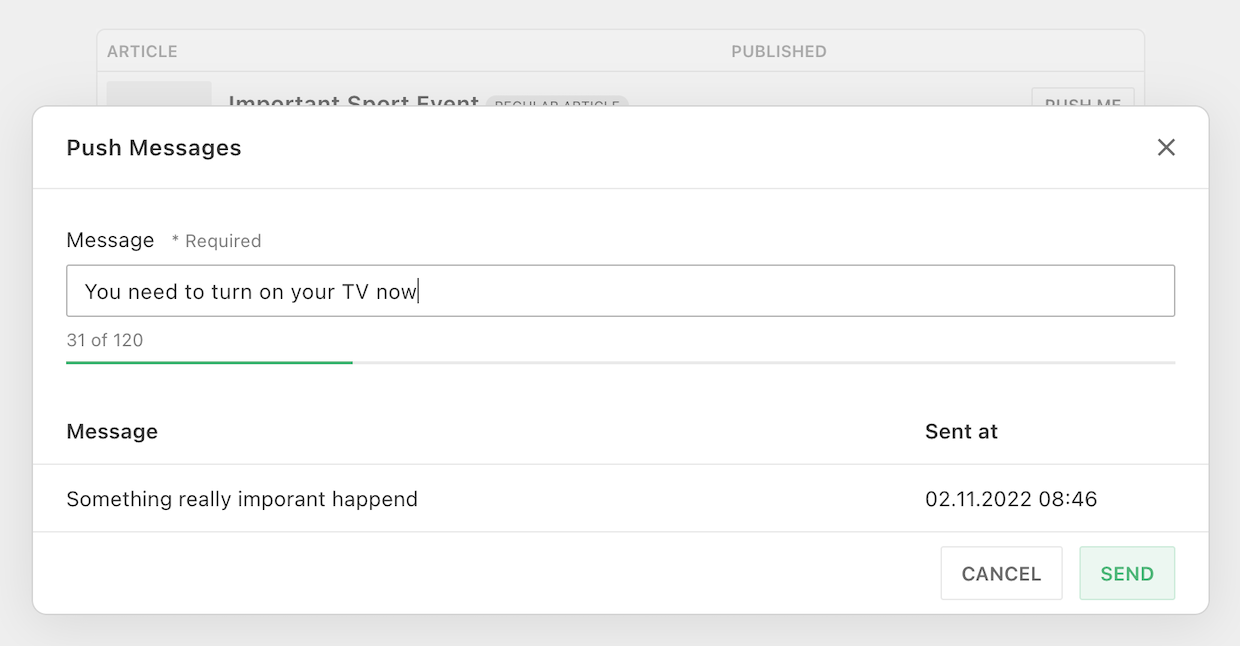 ARTICLE PUBLISHED
Important Sport Event REGULAR ARTICLE PUSH ME
Push Messages
Message * Required
You need to turn on your TV now
31 of 120
Message Sent at
Something really imporant happend 02.11.2022 08:46
CANCEL SEND